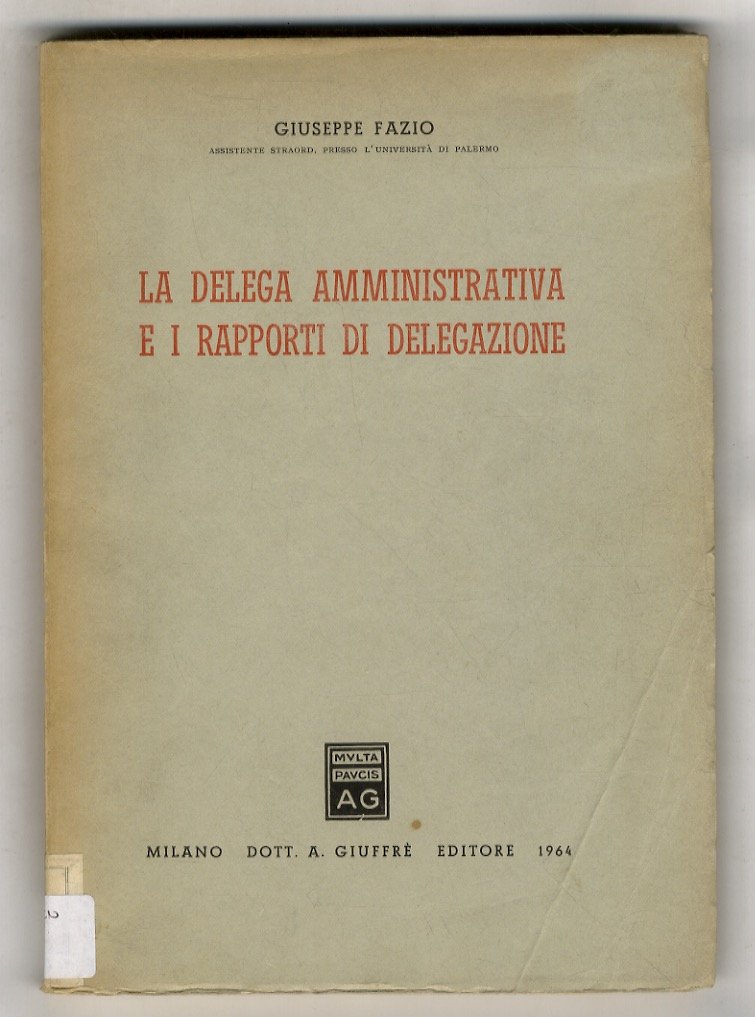 GIUSEPPE FAZIO
ASSISTENTE STRAORD. PRESSO L'UNIVERSITÀ DI PALERMO
LA DELEGA AMMINISTRATIVA
E I RAPPORTI DI DELEGAZIONE
MVLTA
PAVCIS
AG
MILANO DOTT. A. GIUFFRÈ EDITORE 1964